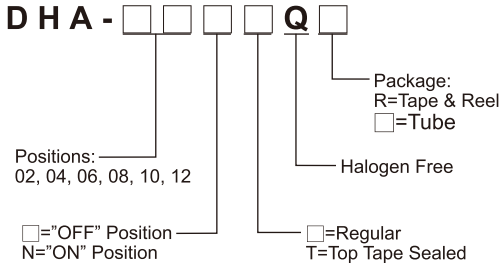 DHA-□□□□Q□
Package:
R=Tape & Reel
□=Tube
Positions:
02, 04, 06, 08, 10, 12
Halogen Free
□=”OFF” Position
N=”ON” Position
□=Regular
T=Top Tape Sealed